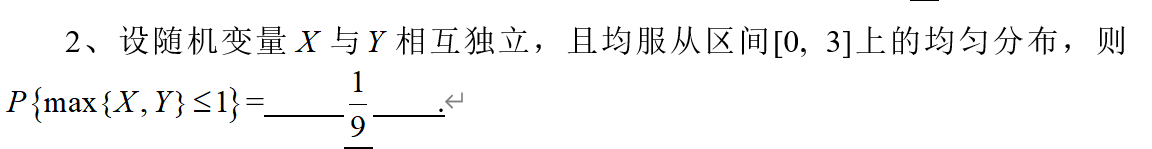 2、设随机变量 X 与 Y 相互独立，且均服从区间[0, 3]上的均匀分布，则
P{max{X,Y}≤1}=\_\_\_\_\_\_$\frac{1}{9}$\_\_\_\_\_\_.↵